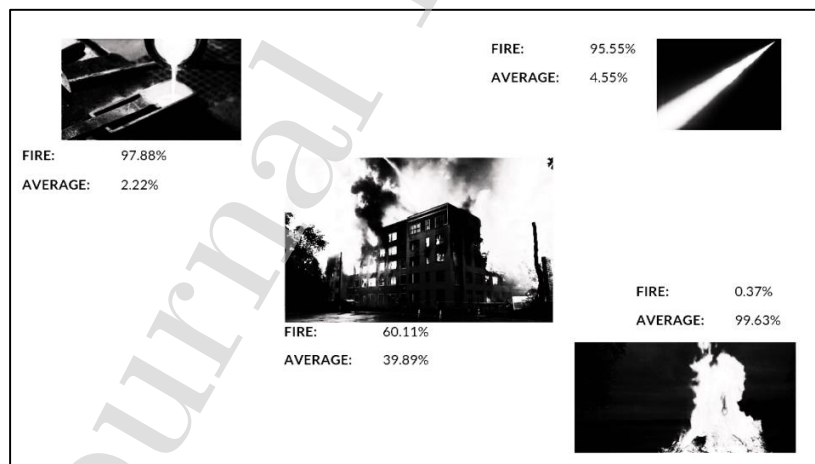 FIRE: 95.55%
AVERAGE: 4.55%
FIRE: 97.88%
AVERAGE: 2.22%
FIRE: 60.11%
AVERAGE: 39.89%
FIRE: 0.37%
AVERAGE: 99.63%
urnal